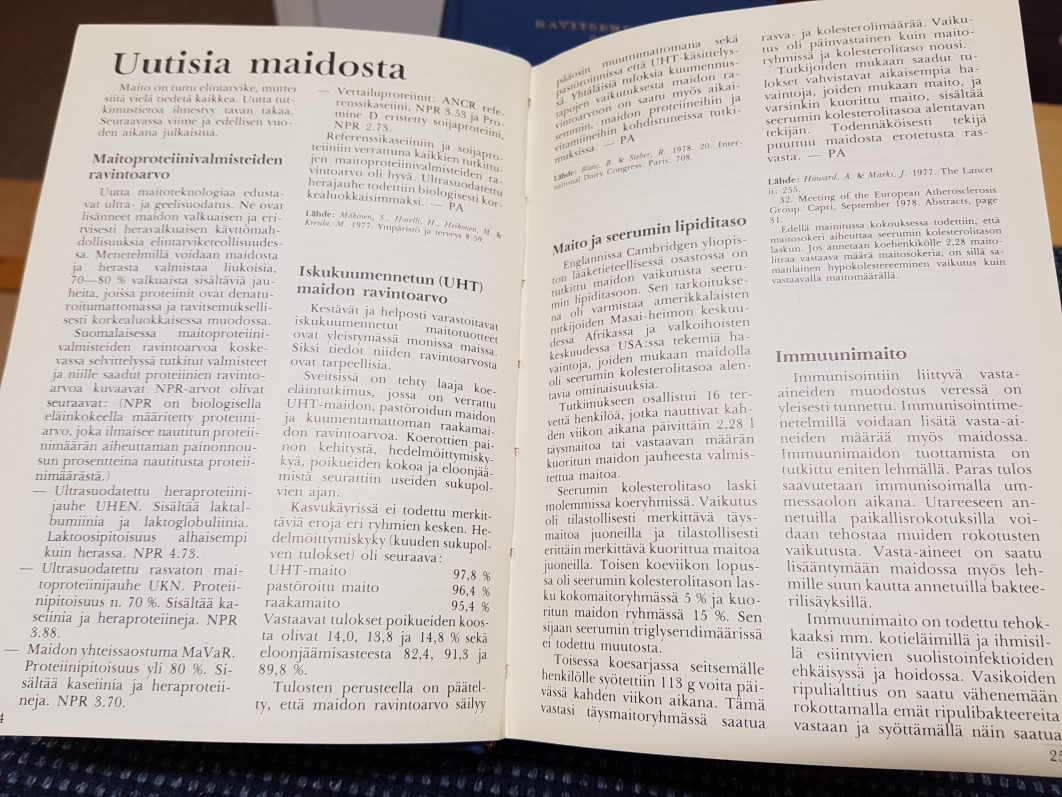 RAVITSEM
Uutisia maidosta
Maito on tuttu elintarvike, muttei
siitä vielä tiedetä kaikkea. Uutta tut-
kimustietoa ilmestyy tavan takaa.
Seuraavassa viime ja edellisen vuo-
den aikana julkaistua.
Maitoproteiinivalmisteiden
ravintoarvo
Uutta maitoteknologiaa edusta-
vat ultra- ja geelisuodatus. Ne ovat
lisänneet maidon valkuaisen ja eri-
tyisesti heravalkuaisen käyttömah-
dollisuuksia elintarviketeollisuudes-
sa. Menetelmillä voidaan maidosta
ja herasta valmistaa liukoisia,
70—80 % valkuaista sisältäviä jau-
heita, joissa proteiinit ovat denatu-
roitumattomassa ja ravitsemukselli-
sesti korkealuokkaisessa muodossa.
Suomalaisessa maitoproteiini-
valmisteiden ravintoarvoa koske-
vassa selvittelyssä tutkitut valmisteet
ja niille saadut proteiinien ravinto-
arvoa kuvaavat NPR-arvot olivat
seuraavat: (NPR on biologisella
eläinkokeella määritetty proteiini-
arvo, joka ilmaisee nautitun proteii-
nimäärän aiheuttaman painonnou-
sun prosentteina nautitusta proteii-
nimäärästä.)
— Ultrasuodatettu heraproteiini-
jauhe UHEN. Sisältää laktal-
bumiinia ja laktoglobuliinia.
Laktoosipitoisuus alhaisempi
kuin herassa. NPR 4.73.
— Ultrasuodatettu rasvaton mai-
toproteiinijauhe UKN. Proteii-
nipitoisuus n. 70 %. Sisältää ka-
seiinia ja heraproteiineja. NPR
3.88.
— Maidon yhteissaostuma MaVaR.
Proteiinipitoisuus yli 80 %. Si-
sältää kaseiinia ja heraproteii-
neja. NPR 3.70.
4
— Vertailuproteiinit: ANCR refe-
renssikaseiini, NPR 3.53 ja Pro-
mine D eristetty soijaproteiini,
NPR 2.73.
Referenssikaseiiniin ja soijapro-
teiiniin verrattuna kaikkien tutkittu-
jen maitoproteiinivalmisteiden ra-
vintoarvo oli hyvä. Ultrasuodatettu
herajauhe todettiin biologisesti kor-
kealuokkaisimmaksi. — PA
Lähde: Mäkinen, S., Horelli, H., Heikonen, M. &
Kreula, M. 1977. Ympäristö ja terveys 8:59.
Iskukuumennetun (UHT)
maidon ravintoarvo
Kestävät ja helposti varastoitavat
iskukuumennetut maitotuotteet
ovat yleistymässä monissa maissa.
Siksi tiedot niiden ravintoarvosta
ovat tarpeellisia.
Sveitsissä on tehty laaja koe-
eläintutkimus, jossa on verrattu
UHT-maidon, pastöroidun maidon
ja kuumentamattoman raakamai-
don ravintoarvoa. Koerottien pai-
non kehitystä, hedelmöittymisky-
kyä, poikueiden kokoa ja eloonjää-
mistä seurattiin useiden sukupol-
vien ajan.
Kasvukäyrissä ei todettu merkit-
täviä eroja eri ryhmien kesken. He-
delmöittymiskyky (kuuden sukupol-
ven tulokset) oli seuraava:
UHT-maito 97,8 %
pastöroitu maito 96,4 %
raakamaito 95,4 %
Vastaavat tulokset poikueiden koos-
ta olivat 14,0, 13,8 ja 14,8 % sekä
eloonjäämisasteesta 82,4, 91,3 ja
89,8 %.
Tulosten perusteella on päätel-
ty, että maidon ravintoarvo säilyy
pääosin muuttumattomana sekä
pastöroinnissa että UHT-käsittelys-
sä. Yhtäläisiä tuloksia kuumennus-
tapojen vaikutuksesta maidon ra-
vintoarvoon on saatu myös aikai-
semmin, maidon proteiineihin ja
vitamiineihin kohdistuneissa tutki-
muksissa. — PA
Lähde: Blanc, B. & Sieber, R. 1978. 20. Inter-
national Dairy Congress. Paris: 708.
Maito ja seerumin lipiditaso
Englannissa Cambridgen yliopis-
ton lääketieteellisessä osastossa on
tutkittu maidon vaikutusta seeru-
min lipiditasoon. Sen tarkoitukse-
na oli varmistaa amerikkalaisten
tutkijoiden Masai-heimon keskuu-
dessa Afrikassa ja valkoihoisten
keskuudessa USA:ssa tekemiä ha-
vaintoja, joiden mukaan maidolla
oli seerumin kolesterolitasoa alen-
tavia ominaisuuksia.
Tutkimukseen osallistui 16 ter-
vettä henkilöä, jotka nauttivat kah-
den viikon aikana päivittäin 2,28 l
täysmaitoa tai vastaavan määrän
kuoritun maidon jauheesta valmis-
tettua maitoa.
Seerumin kolesterolitaso laski
molemmissa koeryhmissä. Vaikutus
oli tilastollisesti merkittävä täys-
maitoa juoneilla ja tilastollisesti
erittäin merkittävä kuorittua maitoa
juoneilla. Toisen koeviikon lopus-
sa oli seerumin kolesterolitason las-
ku kokomaitoryhmässä 5 % ja kuo-
ritun maidon ryhmässä 15 %. Sen
sijaan seerumin triglyseridimäärissä
ei todettu muutosta.
Toisessa koesarjassa seitsemälle
henkilölle syötettiin 113 g voita päi-
vässä kahden viikon aikana. Tämä
vastasi täysmaitoryhmässä saatua
rasva- ja kolesterolimäärää. Vaiku-
tus oli päinvastainen kuin maito-
ryhmissä ja kolesterolitaso nousi.
Tutkijoiden mukaan saadut tu-
lokset vahvistavat aikaisempia ha-
vaintoja, joiden mukaan maito, ja
varsinkin kuorittu maito, sisältää
seerumin kolesterolitasoa alentavan
tekijän. Todennäköisesti tekijä
puuttuu maidosta erotetusta ras-
vasta. — PA
Lähde: Howard, A. & Marks, J. 1977. The Lancet
ii: 255.
32. Meeting of the European Atherosclerosis
Group. Capri, September 1978. Abstracts, page
31.
Edellä mainitussa kokouksessa todettiin, että
maitosokeri aiheuttaa seerumin kolesterolitason
laskun. Jos annetaan koehenkilölle 2,28 mai-
tolitraa vastaava määrä maitosokeria, on sillä sa-
manlainen hypokolestereeminen vaikutus kuin
vastaavalla maitomäärällä.
Immuunimaito
Immunisointiin liittyvä vasta-
aineiden muodostus veressä on
yleisesti tunnettu. Immunisointime-
netelmillä voidaan lisätä vasta-ai-
neiden määrää myös maidossa.
Immuunimaidon tuottamista on
tutkittu eniten lehmällä. Paras tulos
saavutetaan immunisoimalla um-
messaolon aikana. Utareeseen an-
netuilla paikallisrokotuksilla voi-
daan tehostaa muiden rokotusten
vaikutusta. Vasta-aineet on saatu
lisääntymään maidossa myös leh-
mille suun kautta annetuilla baktee-
rilisäyksillä.
Immuunimaito on todettu tehok-
kaaksi mm. kotieläimillä ja ihmisil-
lä esiintyvien suolistoinfektioiden
ehkäisyssä ja hoidossa. Vasikoiden
ripulialttius on saatu vähenemään
rokottamalla emät ripulibakteereita
vastaan ja syöttämällä näin saatua
25